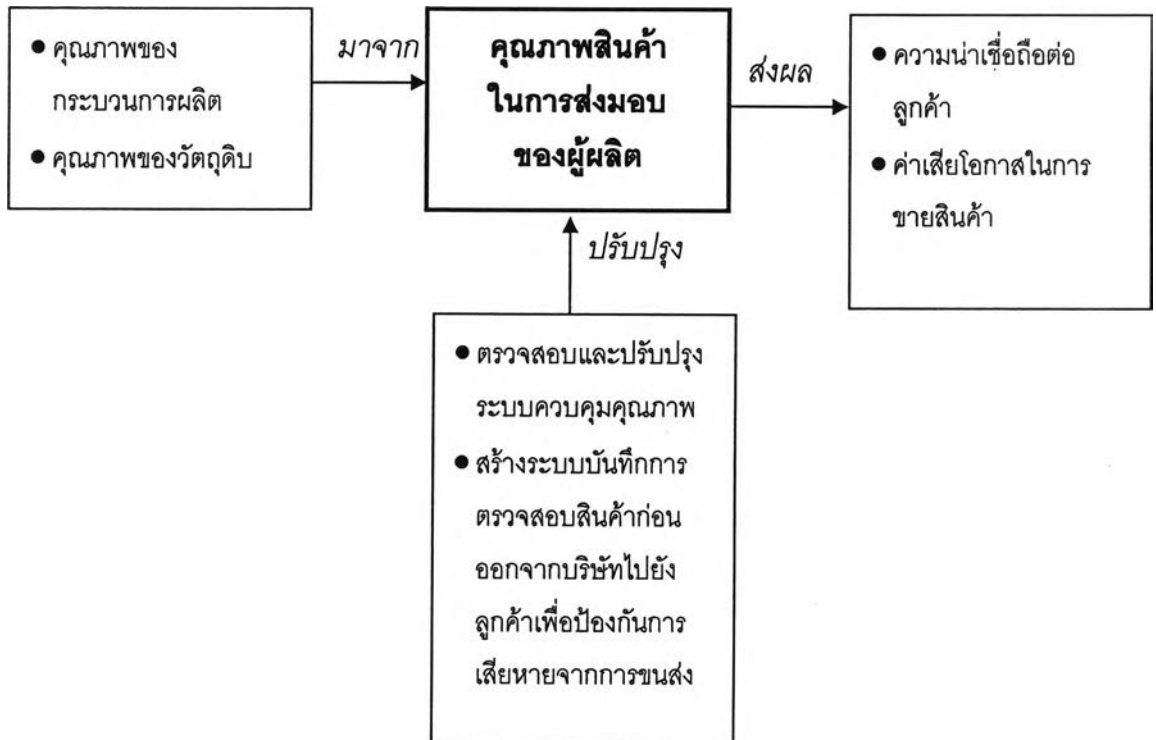 ● คุณภาพของ
กระบวนการผลิต
● คุณภาพของวัตถุดิบ
มาจาก
คุณภาพสินค้า
ในการส่งมอบ
ของผู้ผลิต
ส่งผล
● ความน่าเชื่อถือต่อ
ลูกค้า
● ค่าเสียโอกาสในการ
ขายสินค้า
ปรับปรุง
● ตรวจสอบและปรับปรุง
ระบบควบคุมคุณภาพ
● สร้างระบบบันทึกการ
ตรวจสอบสินค้าก่อน
ออกจากบริษัทไปยัง
ลูกค้าเพื่อป้องกันการ
เสียหายจากการขนส่ง